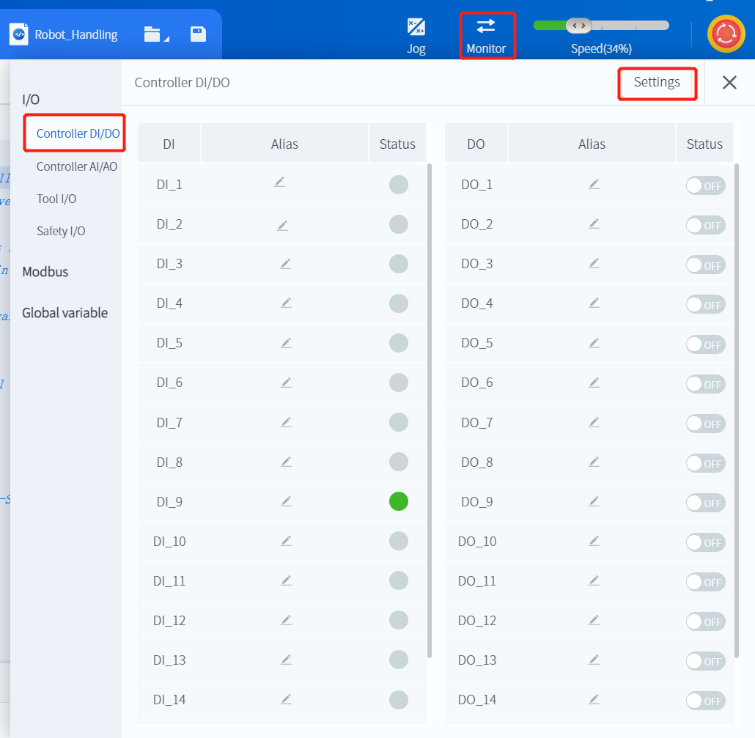 Robot_Handling
Jog
Monitor
Speed(34%)
I/O
Controller DI/DO
Controller AI/AO
Tool I/O
Safety I/O
Modbus
Global variable
Controller DI/DO
Settings
DI Alias Status DO Alias Status
DI_1 DO_1 OFF
DI_2 DO_2 OFF
DI_3 DO_3 OFF
DI_4 DO_4 OFF
DI_5 DO_5 OFF
DI_6 DO_6 OFF
DI_7 DO_7 OFF
DI_8 DO_8 OFF
DI_9 DO_9 OFF
DI_10 DO_10 OFF
DI_11 DO_11 OFF
DI_12 DO_12 OFF
DI_13 DO_13 OFF
DI_14 DO_14 OFF